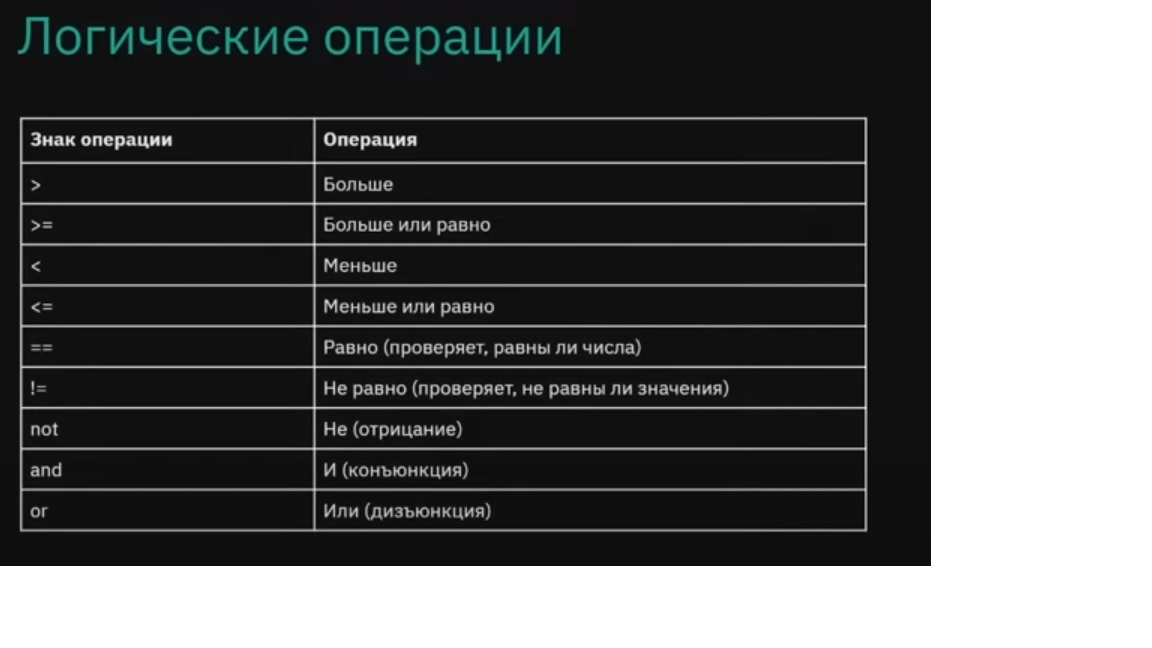 Логические операции
Знак операции Операция
> Больше
>= Больше или равно
< Меньше
<= Меньше или равно
== Равно (проверяет, равны ли числа)
!= Не равно (проверяет, не равны ли значения)
not Не (отрицание)
and И (конъюнкция)
or Или (дизъюнкция)